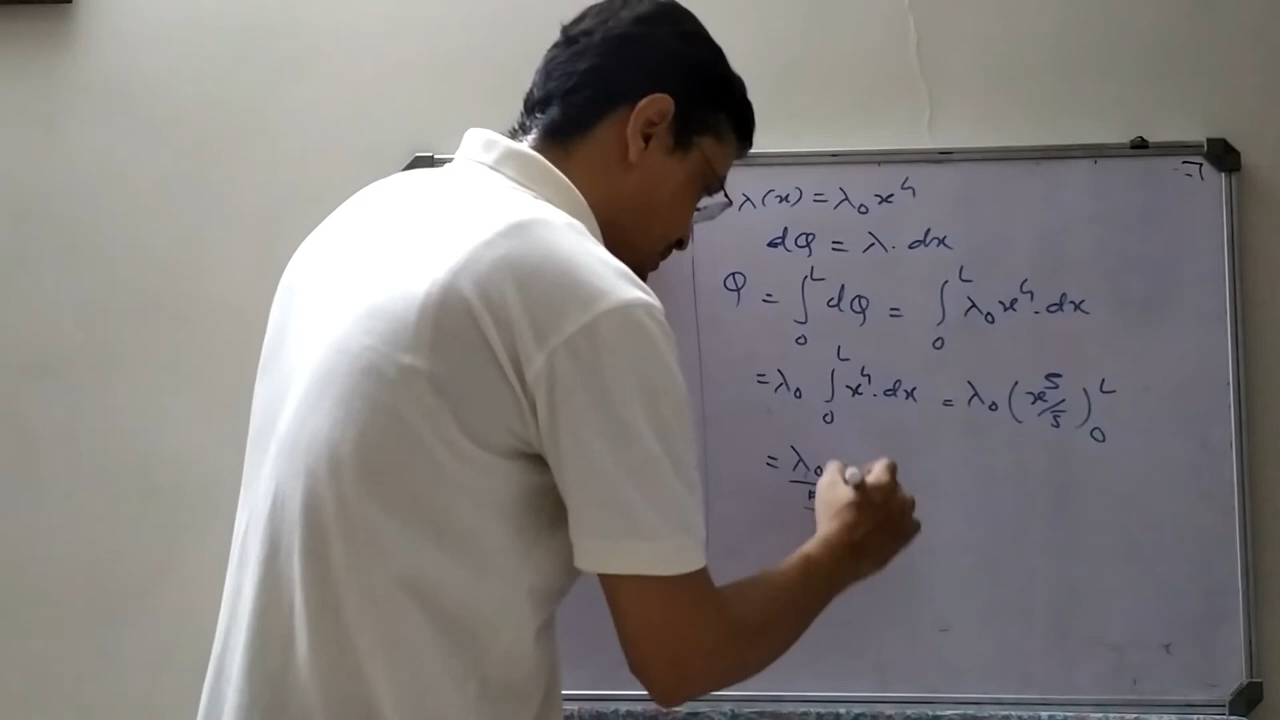 λ(x) = λ₀x⁴
dQ = λ. dx
Q = ∫₀ᴸ dQ = ∫₀ᴸ λ₀x⁴. dx
= λ₀ ∫₀ᴸ x⁴. dx = λ₀ (x⁵/5)₀ᴸ
= λ₀